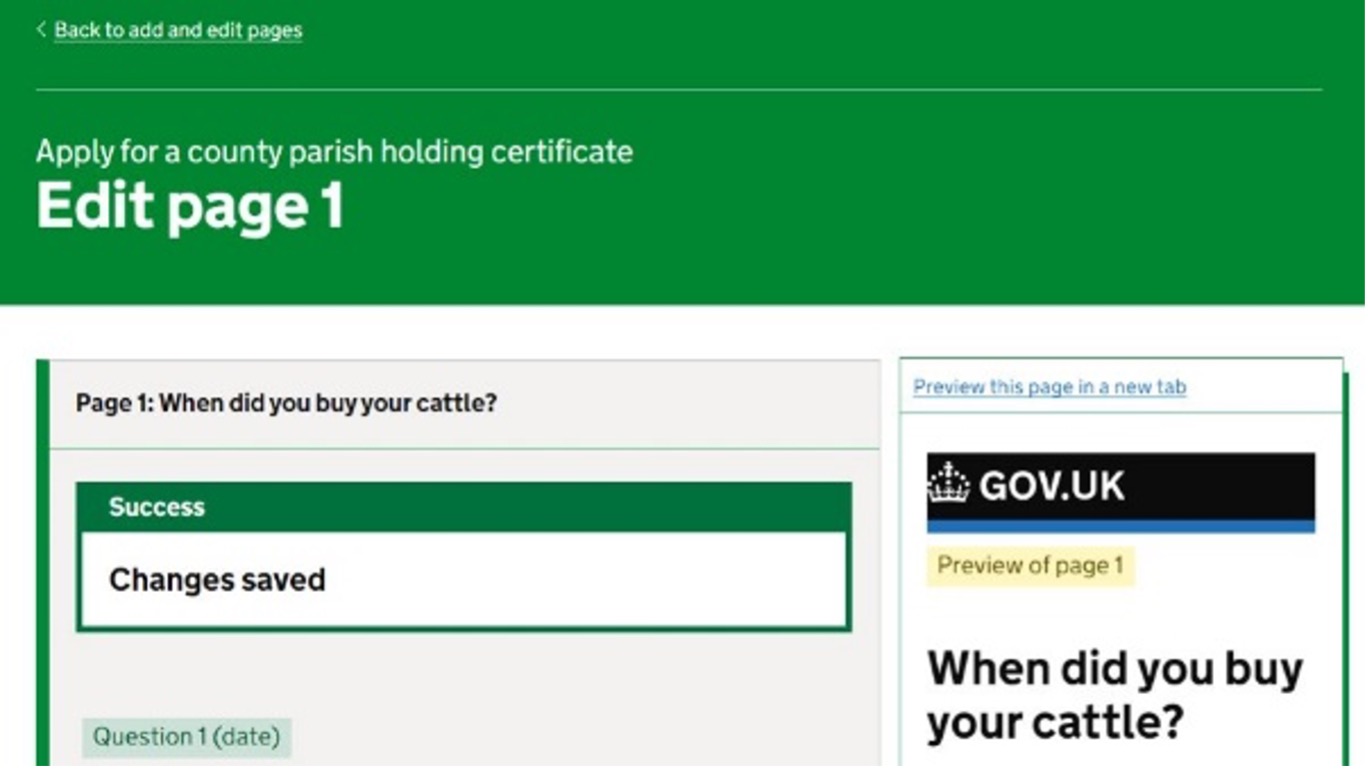 Back to add and edit pages
Apply for a county parish holding certificate
Edit page 1
Page 1: When did you buy your cattle?
Success
Changes saved
Question 1 (date)
Preview this page in a new tab
GOV.UK
Preview of page 1
When did you buy
your cattle?